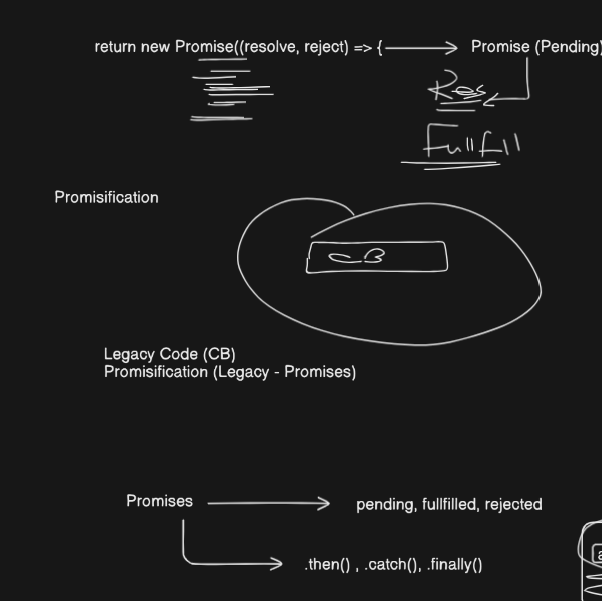 return new Promise((resolve, reject) => { Promise (Pending)
Res
Fullfill
Promisification
CB
Legacy Code (CB)
Promisification (Legacy - Promises)
Promises pending, fullfilled, rejected
.then() , .catch(), .finally()
a